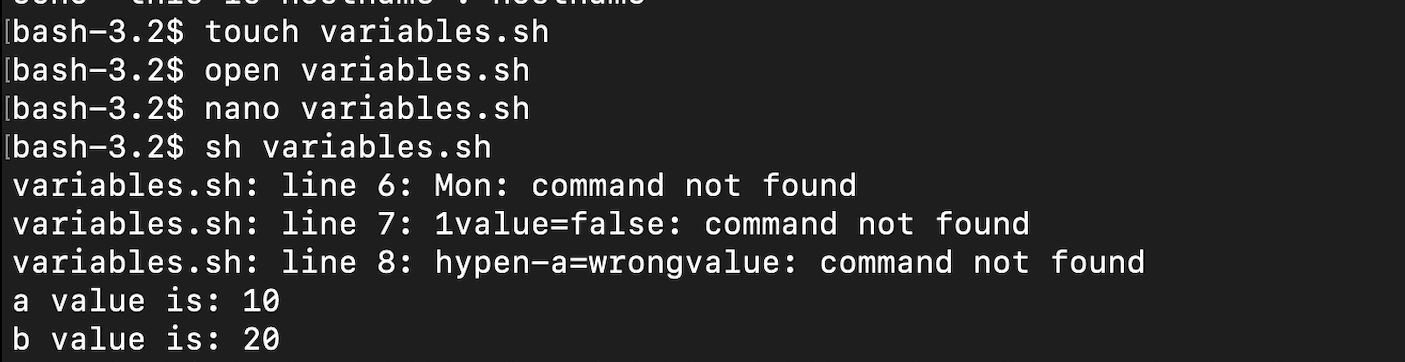 [bash-3.2$ touch variables.sh
[bash-3.2$ open variables.sh
[bash-3.2$ nano variables.sh
[bash-3.2$ sh variables.sh
variables.sh: line 6: Mon: command not found
variables.sh: line 7: 1value=false: command not found
variables.sh: line 8: hypen-a=wrongvalue: command not found
a value is: 10
b value is: 20